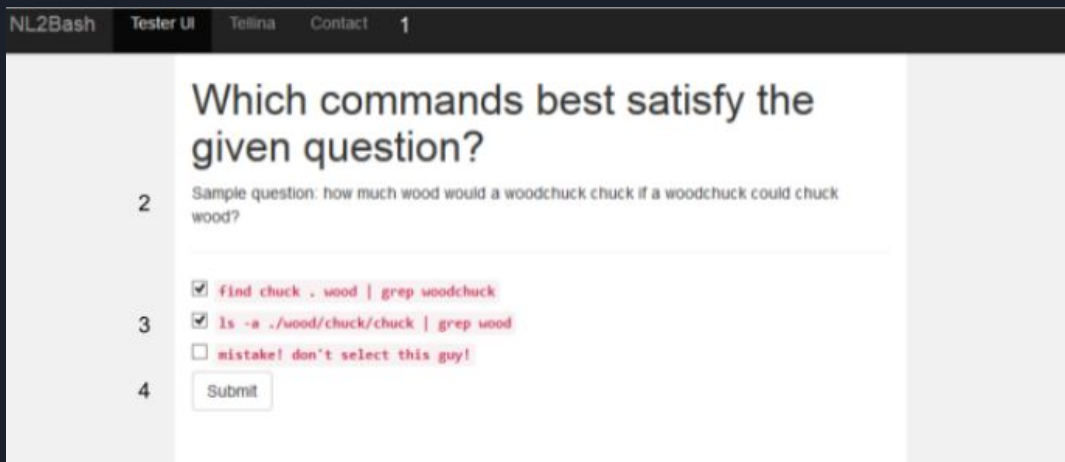 NL2Bash Tester UI Tellina Contact 1
Which commands best satisfy the
given question?
2
Sample question: how much wood would a woodchuck chuck if a woodchuck could chuck
wood?
find chuck . wood | grep woodchuck
3 ls -a ./wood/chuck/chuck | grep wood
mistake! don't select this guy!
4 Submit